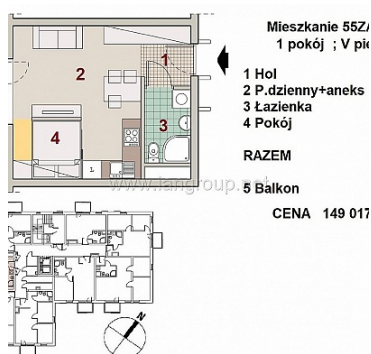 Mieszkanie 55ZA
1 pokój ; V pie
1 Hol
2 P.dzienny+aneks
3 Łazienka
4 Pokój
RAZEM
5 Balkon
CENA 149 017
2
1
3
4
www.langroup.net
N